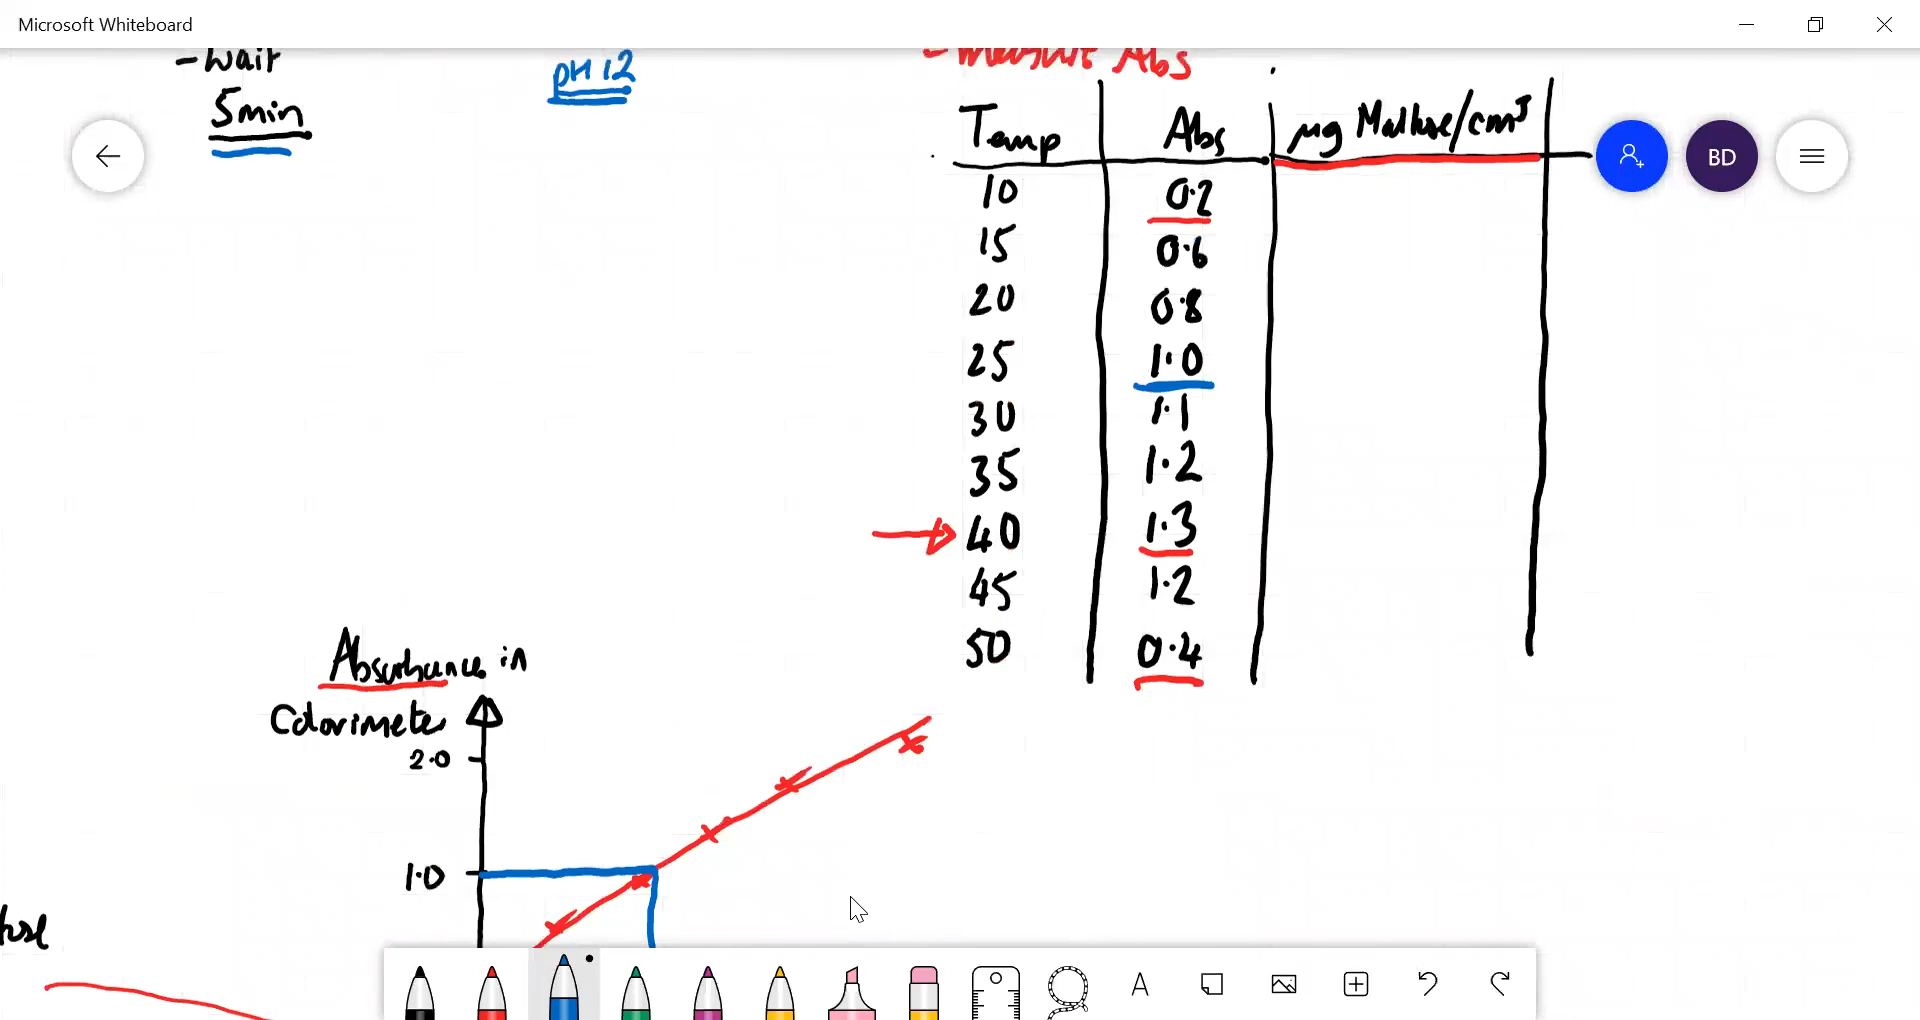 Microsoft Whiteboard
- wait
5min
pH 12
- Measure Abs
Temp Abs µg Maltose/cm³
10 0.2
15 0.6
20 0.8
25 1.0
30 1.1
35 1.2
40 1.3
45 1.2
50 0.4
BD
Absorbance in
Colorimeter
2.0
1.0
A